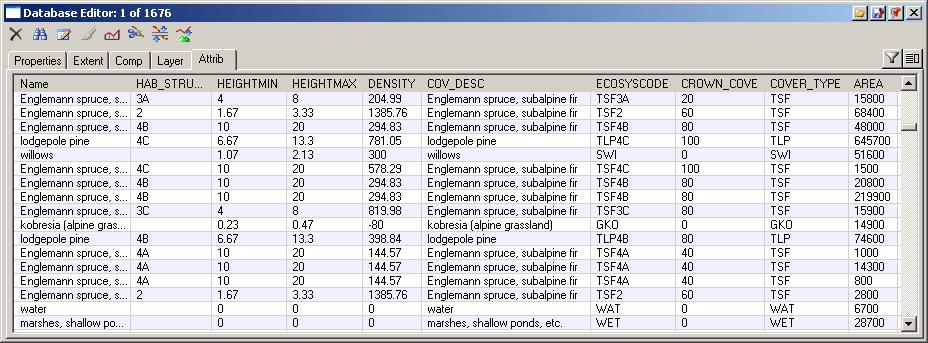 Database Editor: 1 of 1676
Properties Extent Comp Layer Attrib
Name HAB_STRU... HEIGHTMIN HEIGHTMAX DENSITY COV_DESC ECOSYSCODE CROWN_COVE COVER_TYPE AREA
Englemann spruce, s... 3A 4 8 204.99 Englemann spruce, subalpine fir TSF3A 20 TSF 15800
Englemann spruce, s... 2 1.67 3.33 1385.76 Englemann spruce, subalpine fir TSF2 60 TSF 68400
Englemann spruce, s... 4B 10 20 294.83 Englemann spruce, subalpine fir TSF4B 80 TSF 48000
lodgepole pine 4C 6.67 13.3 781.05 lodgepole pine TLP4C 100 TLP 645700
willows 1.07 2.13 300 willows SWI 0 SWI 51600
Englemann spruce, s... 4C 10 20 578.29 Englemann spruce, subalpine fir TSF4C 100 TSF 1500
Englemann spruce, s... 4B 10 20 294.83 Englemann spruce, subalpine fir TSF4B 80 TSF 20800
Englemann spruce, s... 4B 10 20 294.83 Englemann spruce, subalpine fir TSF4B 80 TSF 219900
Englemann spruce, s... 3C 4 8 819.98 Englemann spruce, subalpine fir TSF3C 80 TSF 15900
kobresia (alpine gras... 0.23 0.47 -80 kobresia (alpine grassland) GKO 0 GKO 14900
lodgepole pine 4B 6.67 13.3 398.84 lodgepole pine TLP4B 80 TLP 74600
Englemann spruce, s... 4A 10 20 144.57 Englemann spruce, subalpine fir TSF4A 40 TSF 1000
Englemann spruce, s... 4A 10 20 144.57 Englemann spruce, subalpine fir TSF4A 40 TSF 14300
Englemann spruce, s... 4A 10 20 144.57 Englemann spruce, subalpine fir TSF4A 40 TSF 800
Englemann spruce, s... 2 1.67 3.33 1385.76 Englemann spruce, subalpine fir TSF2 60 TSF 2800
water 0 0 0 water WAT 0 WAT 6700
marshes, shallow po... 0 0 0 marshes, shallow ponds, etc. WET 0 WET 28700